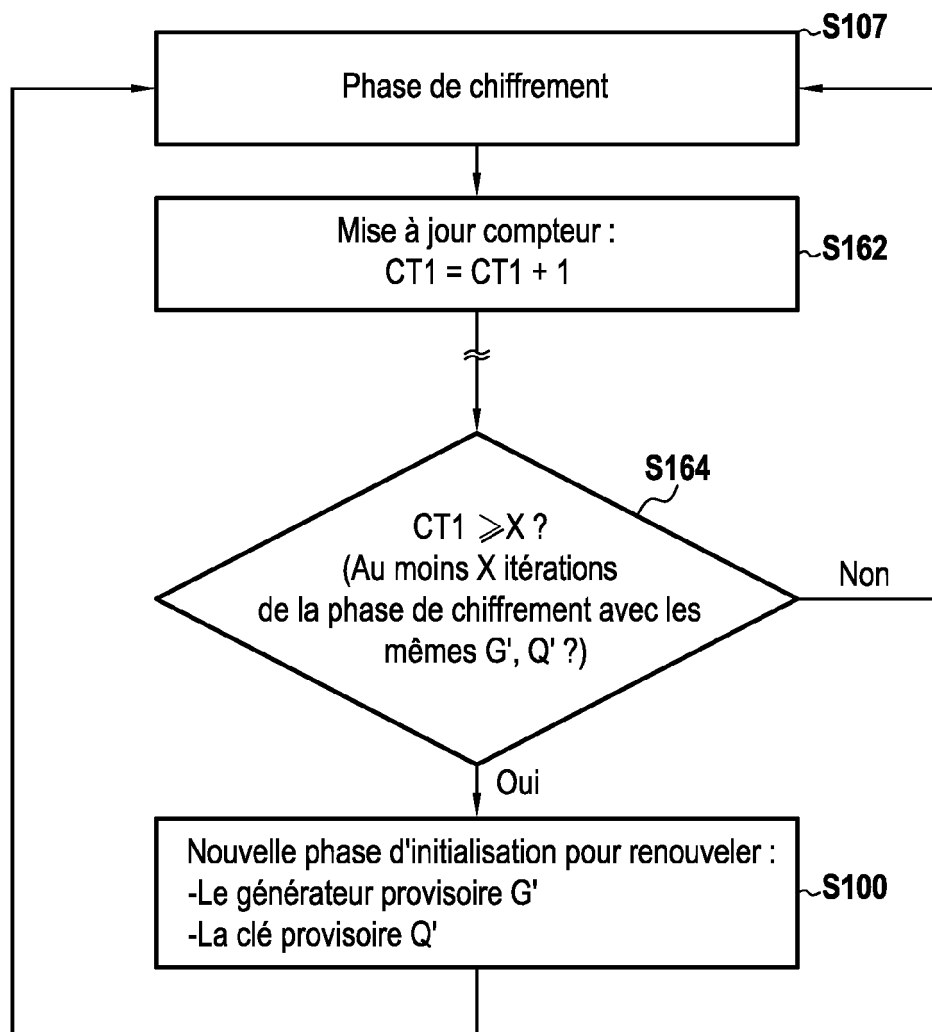 S107
Phase de chiffrement
Mise à jour compteur :
CT1 = CT1 + 1
S162
S164
CT1 ⩾X ?
(Au moins X itérations
de la phase de chiffrement avec les
mêmes G', Q' ?)
Non
Oui
Nouvelle phase d'initialisation pour renouveler :
-Le générateur provisoire G'
-La clé provisoire Q'
S100